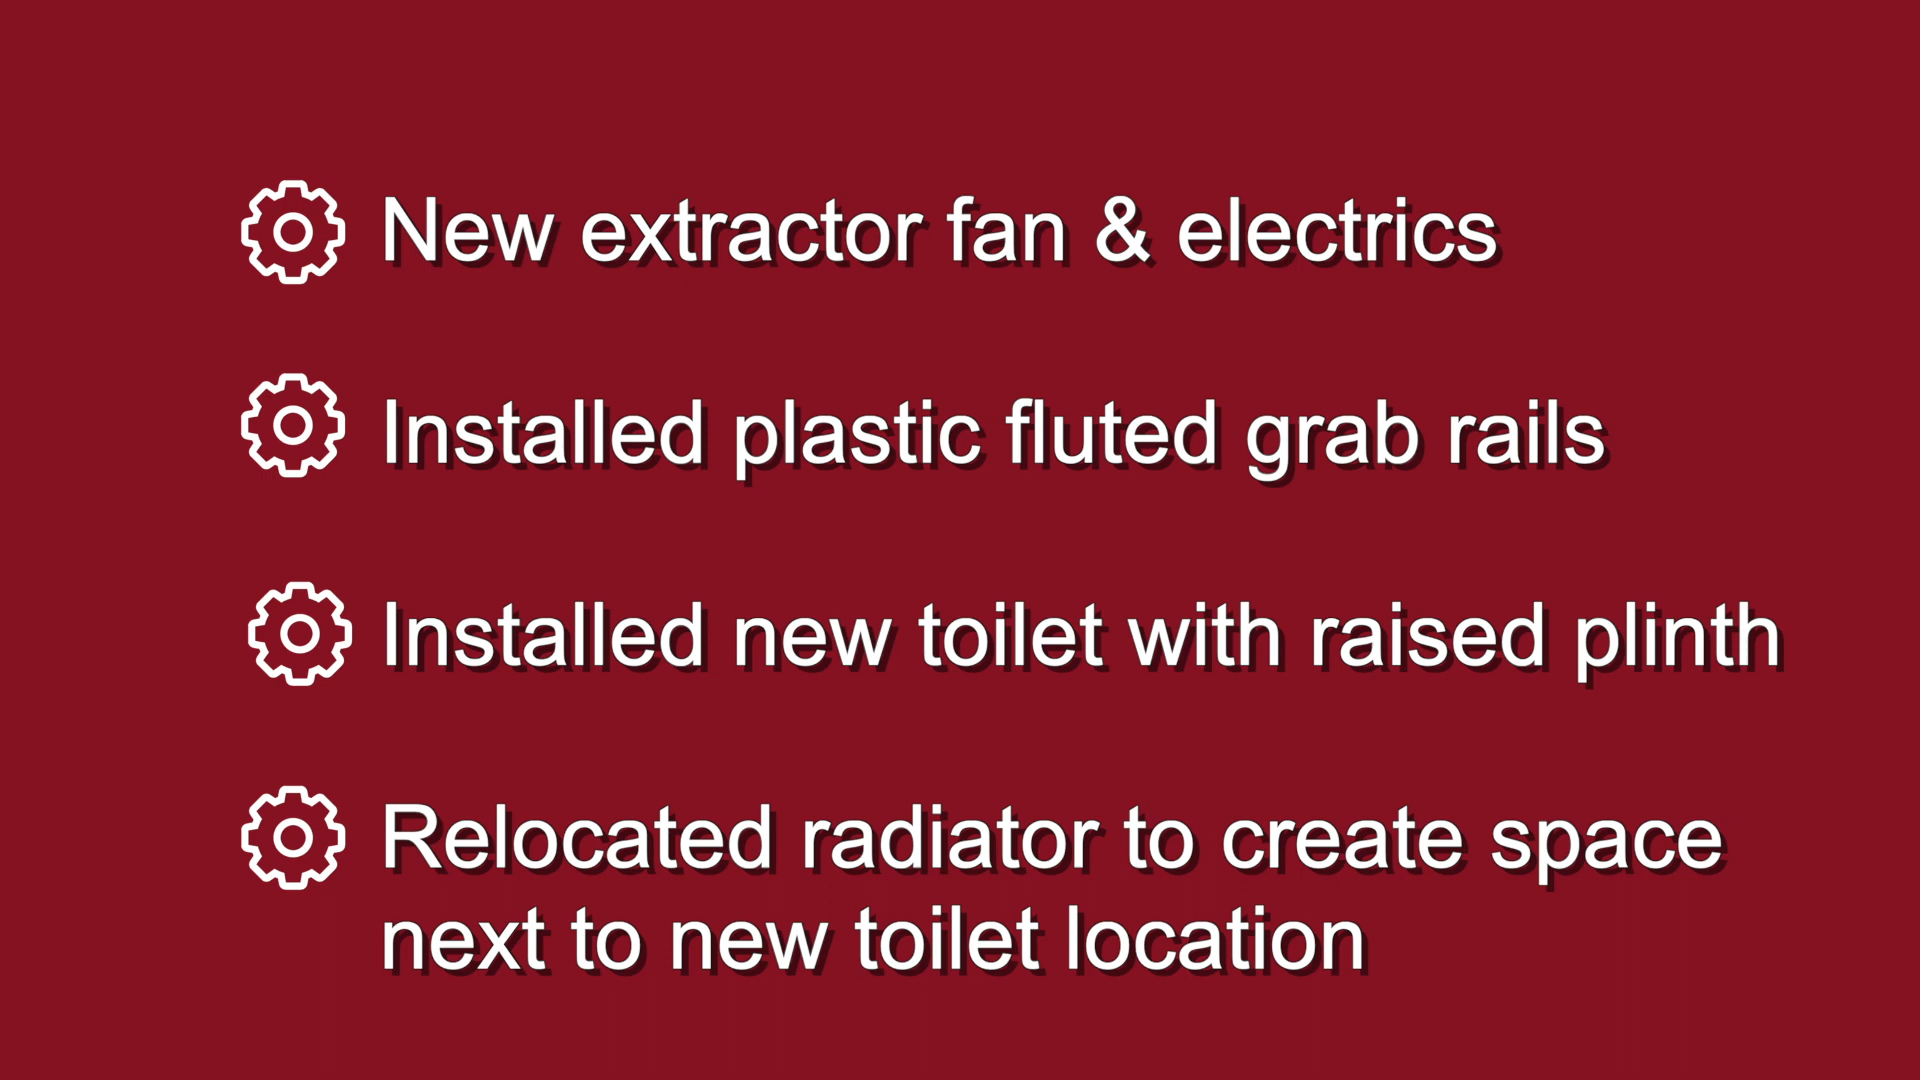 New extractor fan & electrics
Installed plastic fluted grab rails
Installed new toilet with raised plinth
Relocated radiator to create space
next to new toilet location